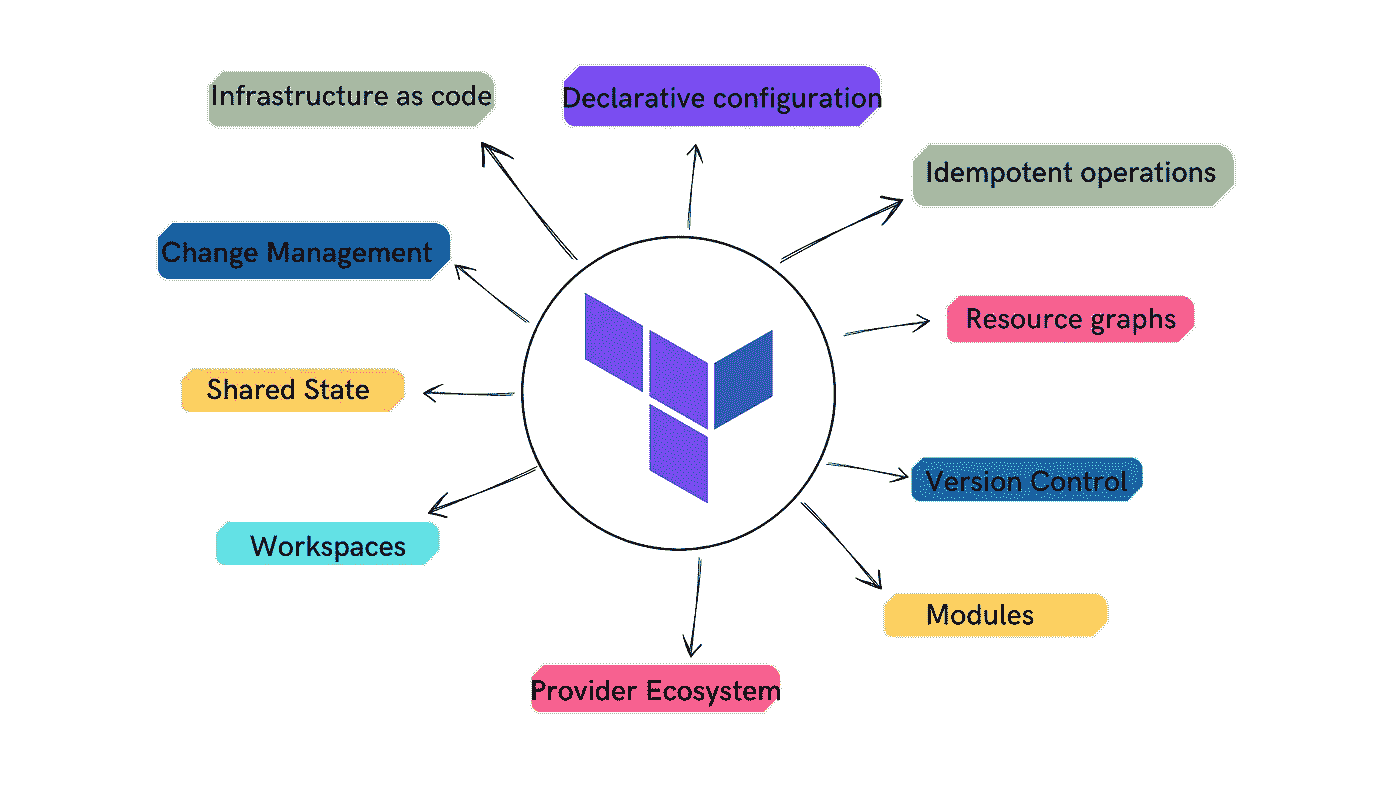 Infrastructure as code
Declarative configuration
Idempotent operations
Change Management
Resource graphs
Shared State
Version Control
Workspaces
Modules
Provider Ecosystem